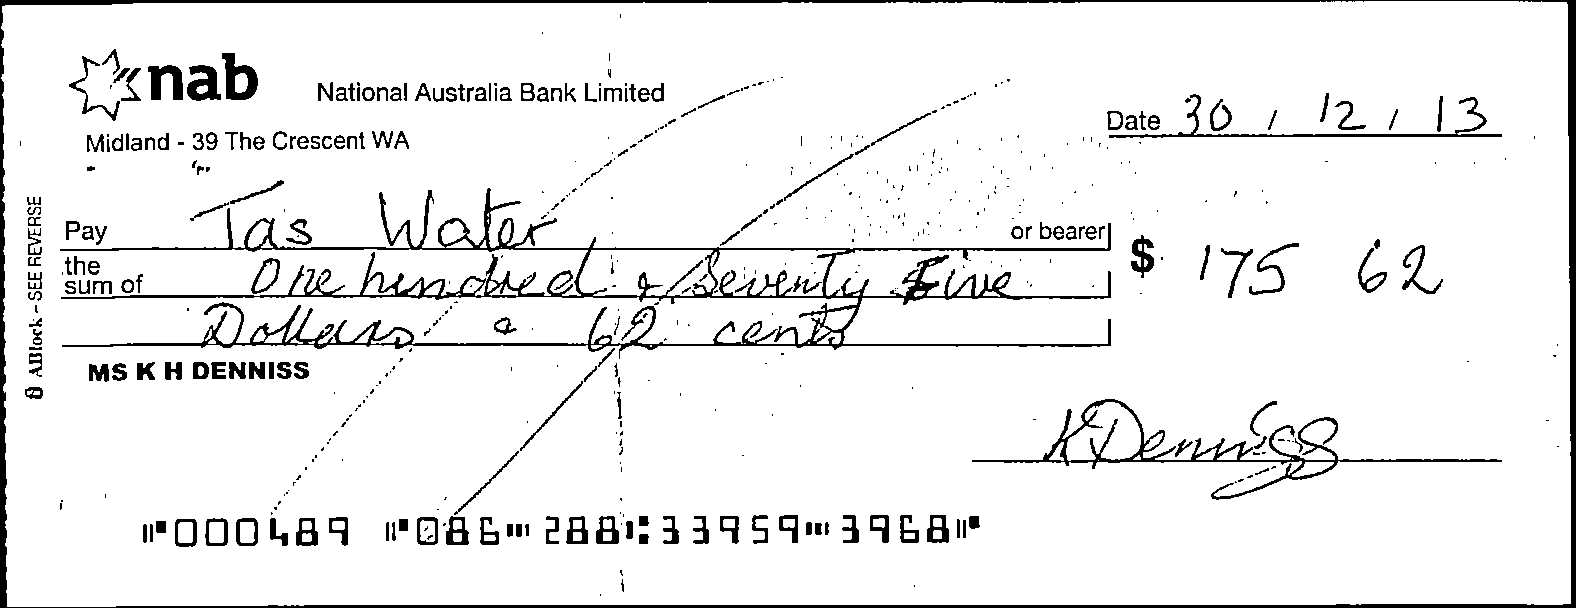 nab
National Australia Bank Limited
Midland - 39 The Crescent WA
Date 30 / 12 / 13
Pay Tas Water or bearer
the sum of One hundred & Seventy Five
$ 175 62
Dollars & 62 cents
MS K H DENNISS
KDenniss
ABlock - SEE REVERSE
⑈000489 ⑈086⑉288⑆33959⑉3968⑈